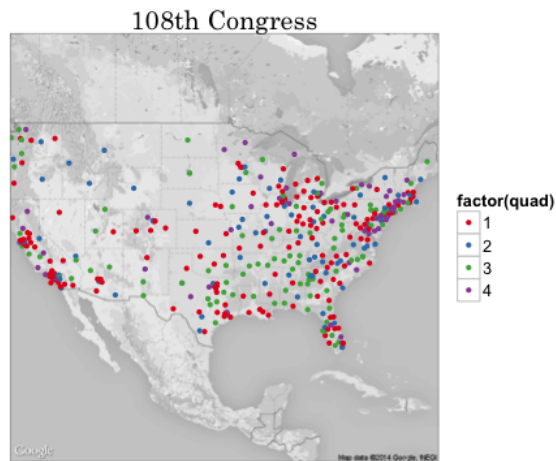 108th Congress
factor(quad)
1
2
3
4
Google
Map data ©2014 Google, INEGI